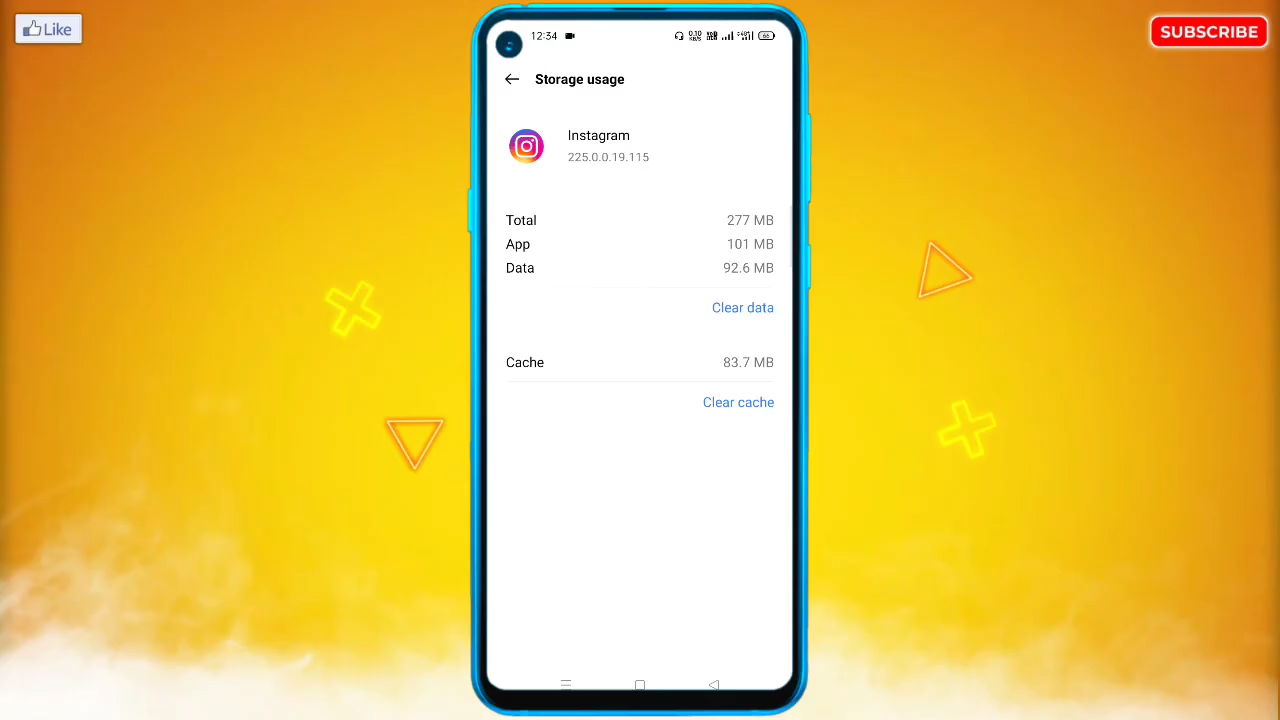 Like
SUBSCRIBE
12:34
66
Storage usage
Instagram
225.0.0.19.115
Total 277 MB
App 101 MB
Data 92.6 MB
Clear data
Cache 83.7 MB
Clear cache